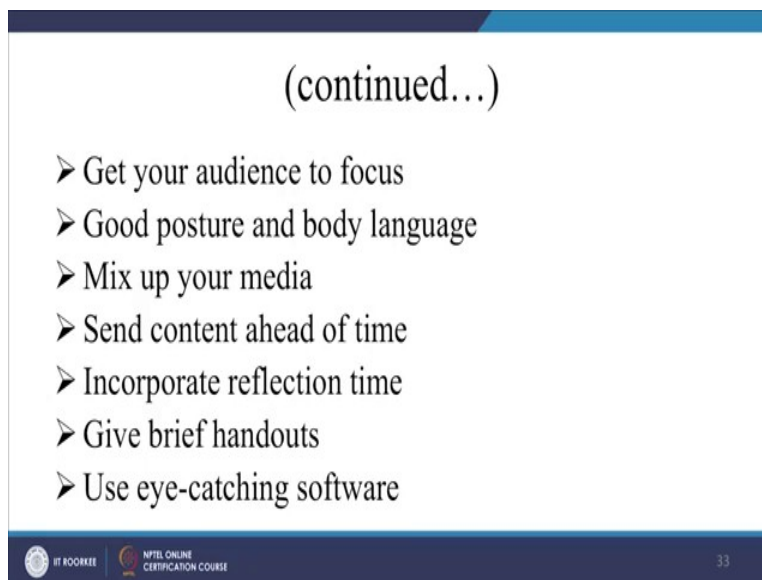 (continued...)
➤ Get your audience to focus
➤ Good posture and body language
➤ Mix up your media
➤ Send content ahead of time
➤ Incorporate reflection time
➤ Give brief handouts
➤ Use eye-catching software
IIT ROORKEE
NPTEL ONLINE
CERTIFICATION COURSE
33